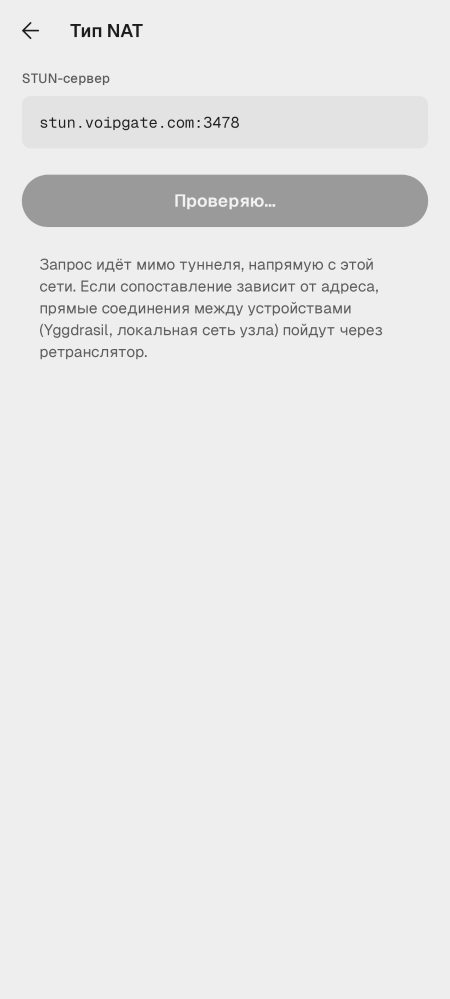 Тип NAT
STUN-сервер
stun.voipgate.com:3478
Проверяю…
Запрос идёт мимо туннеля, напрямую с этой
сети. Если сопоставление зависит от адреса,
прямые соединения между устройствами
(Yggdrasil, локальная сеть узла) пойдут через
ретранслятор.